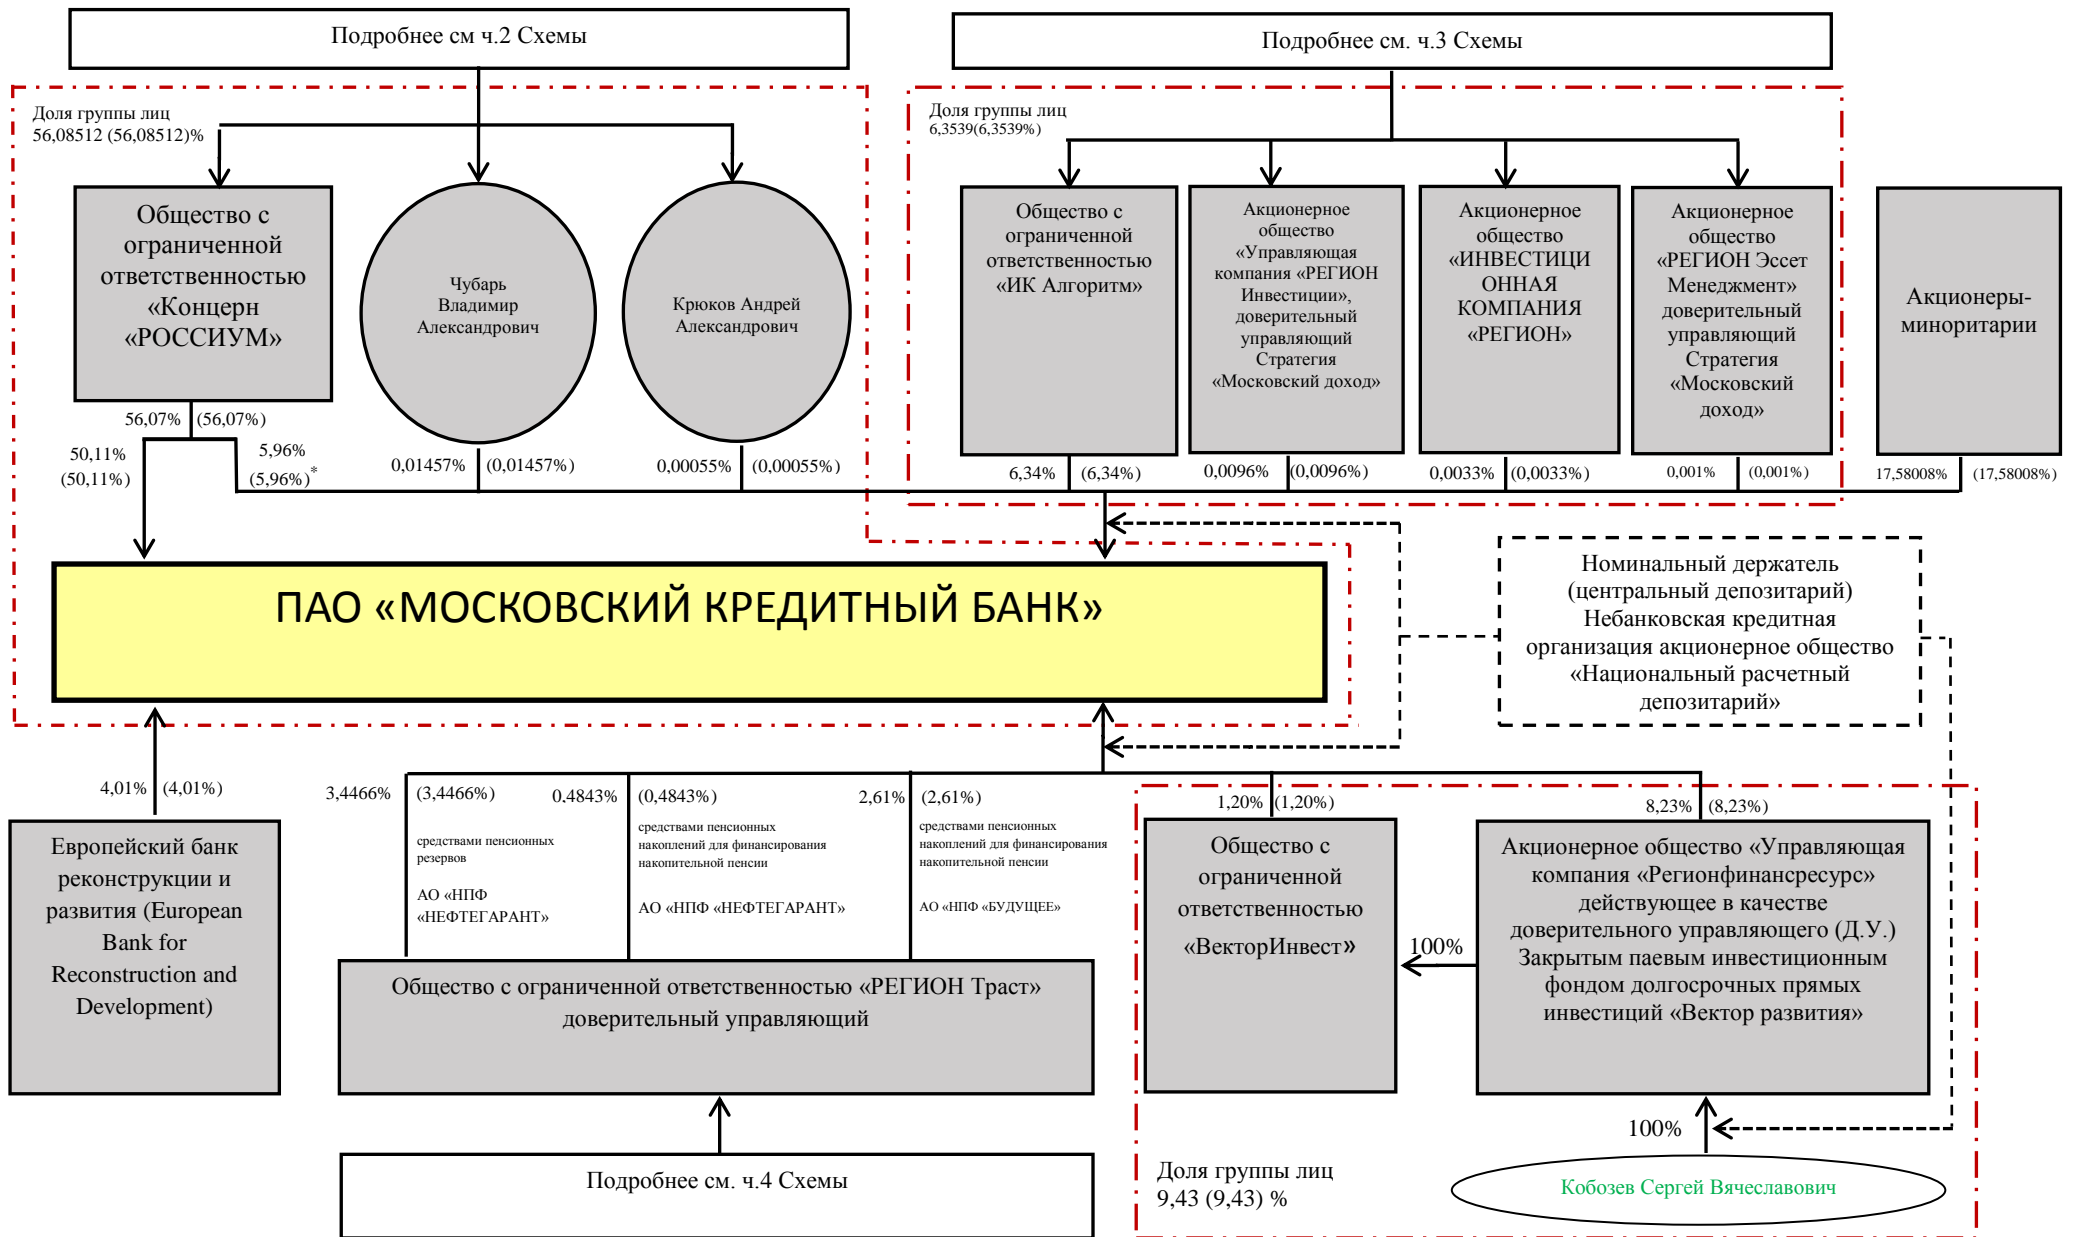 Подробнее см ч.2 Схемы
Подробнее см. ч.3 Схемы
Доля группы лиц
56,08512 (56,08512)%
Доля группы лиц
6,3539(6,3539%)
Общество с
ограниченной
ответственностью
«Концерн
«РОССИУМ»
Чубарь
Владимир
Александрович
Крюков Андрей
Александрович
Общество с
ограниченной
ответственностью
«ИК Алгоритм»
Акционерное
общество
«Управляющая
компания «РЕГИОН
Инвестиции»,
доверительный
управляющий
Стратегия
«Московский доход»
Акционерное
общество
«ИНВЕСТИЦИ
ОННАЯ
КОМПАНИЯ
«РЕГИОН»
Акционерное
общество
«РЕГИОН Эссет
Менеджмент»
доверительный
управляющий
Стратегия
«Московский
доход»
Акционеры-
миноритарии
56,07% (56,07%)
50,11%
(50,11%)
5,96%
(5,96%)*
0,01457% (0,01457%)
0,00055% (0,00055%)
6,34% (6,34%)
0,0096% (0,0096%)
0,0033% (0,0033%)
0,001% (0,001%)
17,58008% (17,58008%)
ПАО «МОСКОВСКИЙ КРЕДИТНЫЙ БАНК»
Номинальный держатель
(центральный депозитарий)
Небанковская кредитная
организация акционерное общество
«Национальный расчетный
депозитарий»
4,01% (4,01%)
3,4466% (3,4466%)
0,4843% (0,4843%)
2,61% (2,61%)
1,20% (1,20%)
8,23% (8,23%)
средствами пенсионных
резервов
АО «НПФ
«НЕФТЕГАРАНТ»
средствами пенсионных
накоплений для финансирования
накопительной пенсии
АО «НПФ «НЕФТЕГАРАНТ»
средствами пенсионных
накоплений для финансирования
накопительной пенсии
АО «НПФ «БУДУЩЕЕ»
Европейский банк
реконструкции и
развития (European
Bank for
Reconstruction and
Development)
Общество с ограниченной ответственностью «РЕГИОН Траст»
доверительный управляющий
Общество с
ограниченной
ответственностью
«ВекторИнвест»
100%
Акционерное общество «Управляющая
компания «Регионфинансресурс»
действующее в качестве
доверительного управляющего (Д.У.)
Закрытым паевым инвестиционным
фондом долгосрочных прямых
инвестиций «Вектор развития»
100%
Подробнее см. ч.4 Схемы
Доля группы лиц
9,43 (9,43) %
Кобозев Сергей Вячеславович